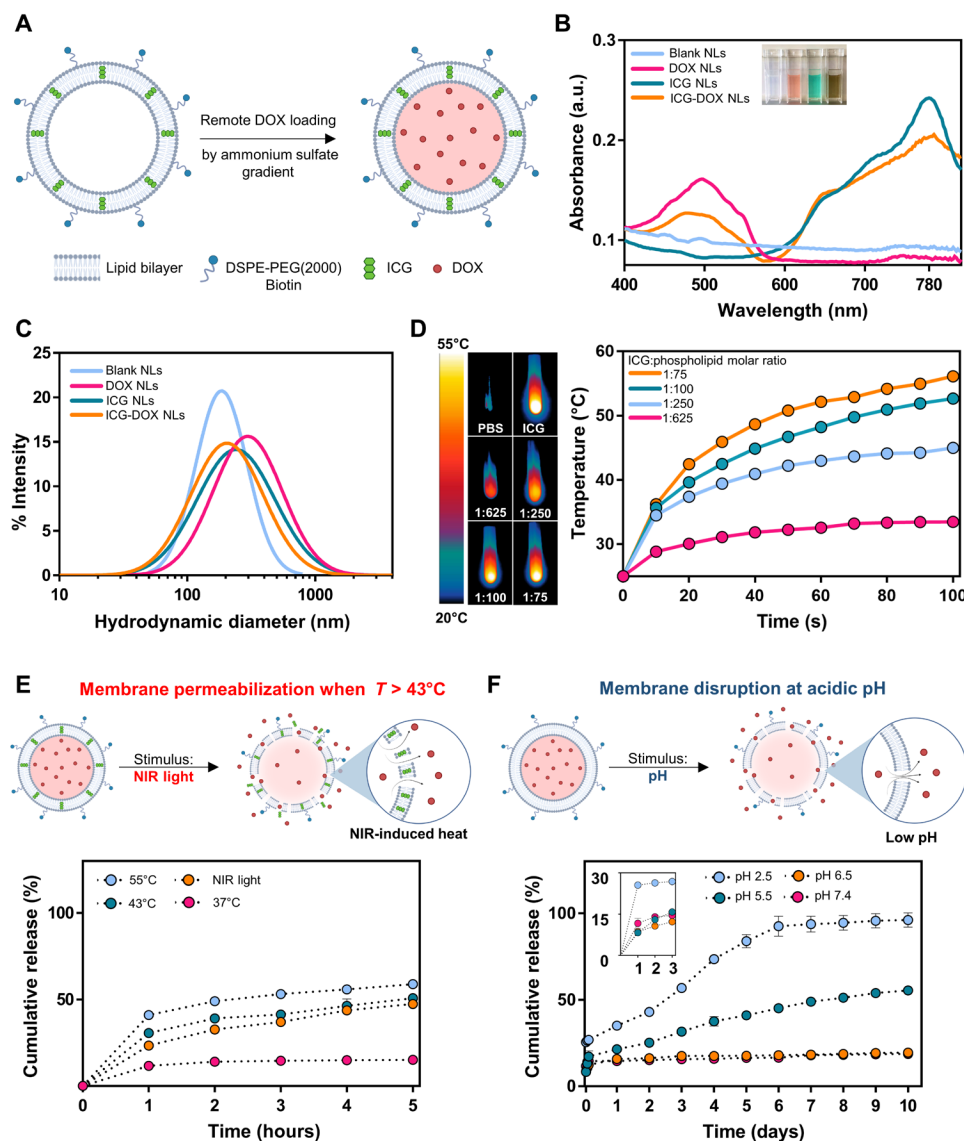 A
Remote DOX loading
by ammonium sulfate
gradient
Lipid bilayer
DSPE-PEG(2000)
Biotin
ICG
DOX
B
Blank NLs
DOX NLs
ICG NLs
ICG-DOX NLs
Absorbance (a.u.)
0.3
0.2
0.1
400
500
600
700
780
Wavelength (nm)
C
Blank NLs
DOX NLs
ICG NLs
ICG-DOX NLs
% Intensity
25
20
15
10
5
0
10
100
1000
Hydrodynamic diameter (nm)
D
55°C
20°C
PBS
ICG
1:625
1:250
1:100
1:75
ICG:phospholipid molar ratio
1:75
1:100
1:250
1:625
Temperature (°C)
60
50
40
30
0
20
40
60
80
100
Time (s)
E
Membrane permeabilization when T > 43°C
Stimulus:
NIR light
NIR-induced heat
55°C
NIR light
43°C
37°C
Cumulative release (%)
100
50
0
0
1
2
3
4
5
Time (hours)
F
Membrane disruption at acidic pH
Stimulus:
pH
Low pH
30
15
0
1
2
3
pH 2.5
pH 6.5
pH 5.5
pH 7.4
Cumulative release (%)
100
50
0
0
1
2
3
4
5
6
7
8
9
10
Time (days)